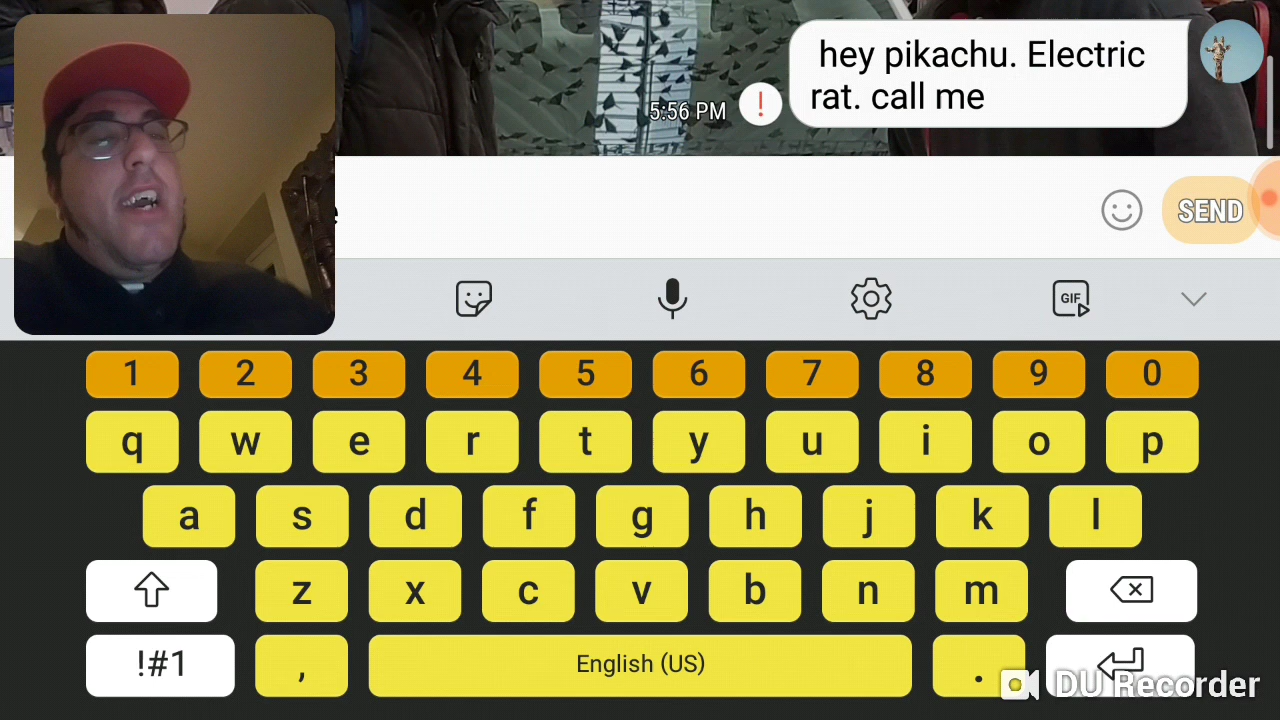 hey pikachu. Electric
rat. call me
5:56 PM
!
SEND
GIF
1 2 3 4 5 6 7 8 9 0
q w e r t y u i o p
a s d f g h j k l
z x c v b n m
!#1 , English (US) .
DU Recorder